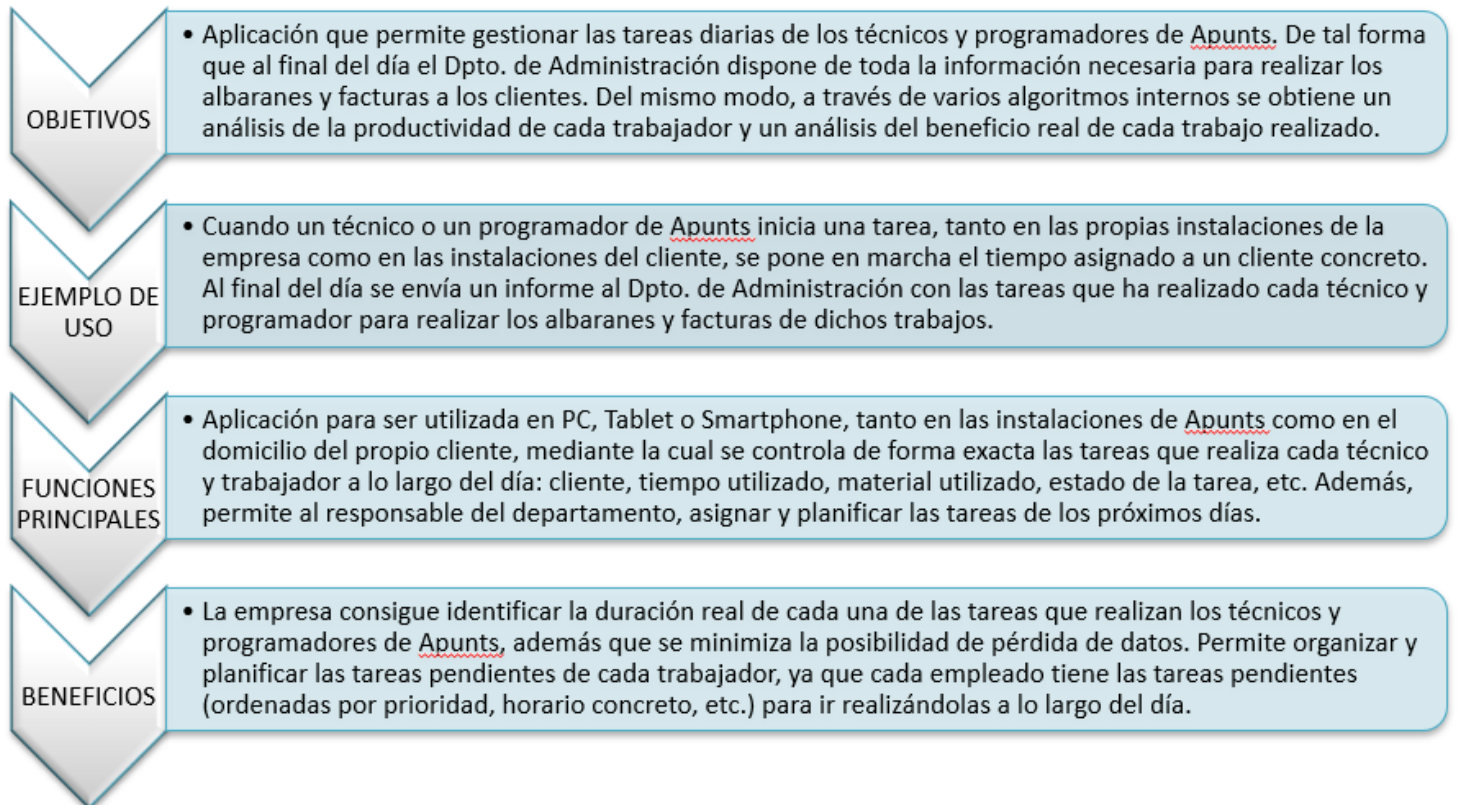 OBJETIVOS
• Aplicación que permite gestionar las tareas diarias de los técnicos y programadores de Apunts. De tal forma
que al final del día el Dpto. de Administración dispone de toda la información necesaria para realizar los
albaranes y facturas a los clientes. Del mismo modo, a través de varios algoritmos internos se obtiene un
análisis de la productividad de cada trabajador y un análisis del beneficio real de cada trabajo realizado.
EJEMPLO DE
USO
• Cuando un técnico o un programador de Apunts inicia una tarea, tanto en las propias instalaciones de la
empresa como en las instalaciones del cliente, se pone en marcha el tiempo asignado a un cliente concreto.
Al final del día se envía un informe al Dpto. de Administración con las tareas que ha realizado cada técnico y
programador para realizar los albaranes y facturas de dichos trabajos.
FUNCIONES
PRINCIPALES
• Aplicación para ser utilizada en PC, Tablet o Smartphone, tanto en las instalaciones de Apunts como en el
domicilio del propio cliente, mediante la cual se controla de forma exacta las tareas que realiza cada técnico
y trabajador a lo largo del día: cliente, tiempo utilizado, material utilizado, estado de la tarea, etc. Además,
permite al responsable del departamento, asignar y planificar las tareas de los próximos días.
BENEFICIOS
• La empresa consigue identificar la duración real de cada una de las tareas que realizan los técnicos y
programadores de Apunts, además que se minimiza la posibilidad de pérdida de datos. Permite organizar y
planificar las tareas pendientes de cada trabajador, ya que cada empleado tiene las tareas pendientes
(ordenadas por prioridad, horario concreto, etc.) para ir realizándolas a lo largo del día.